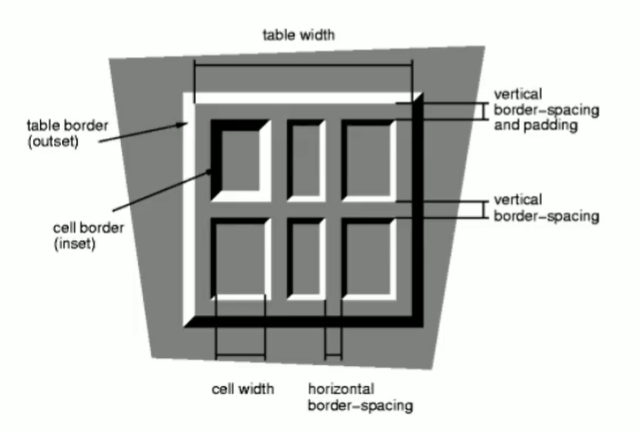 table width
vertical
border-spacing
and padding
table border
(outset)
vertical
border-spacing
cell border
(inset)
cell width
horizontal
border-spacing